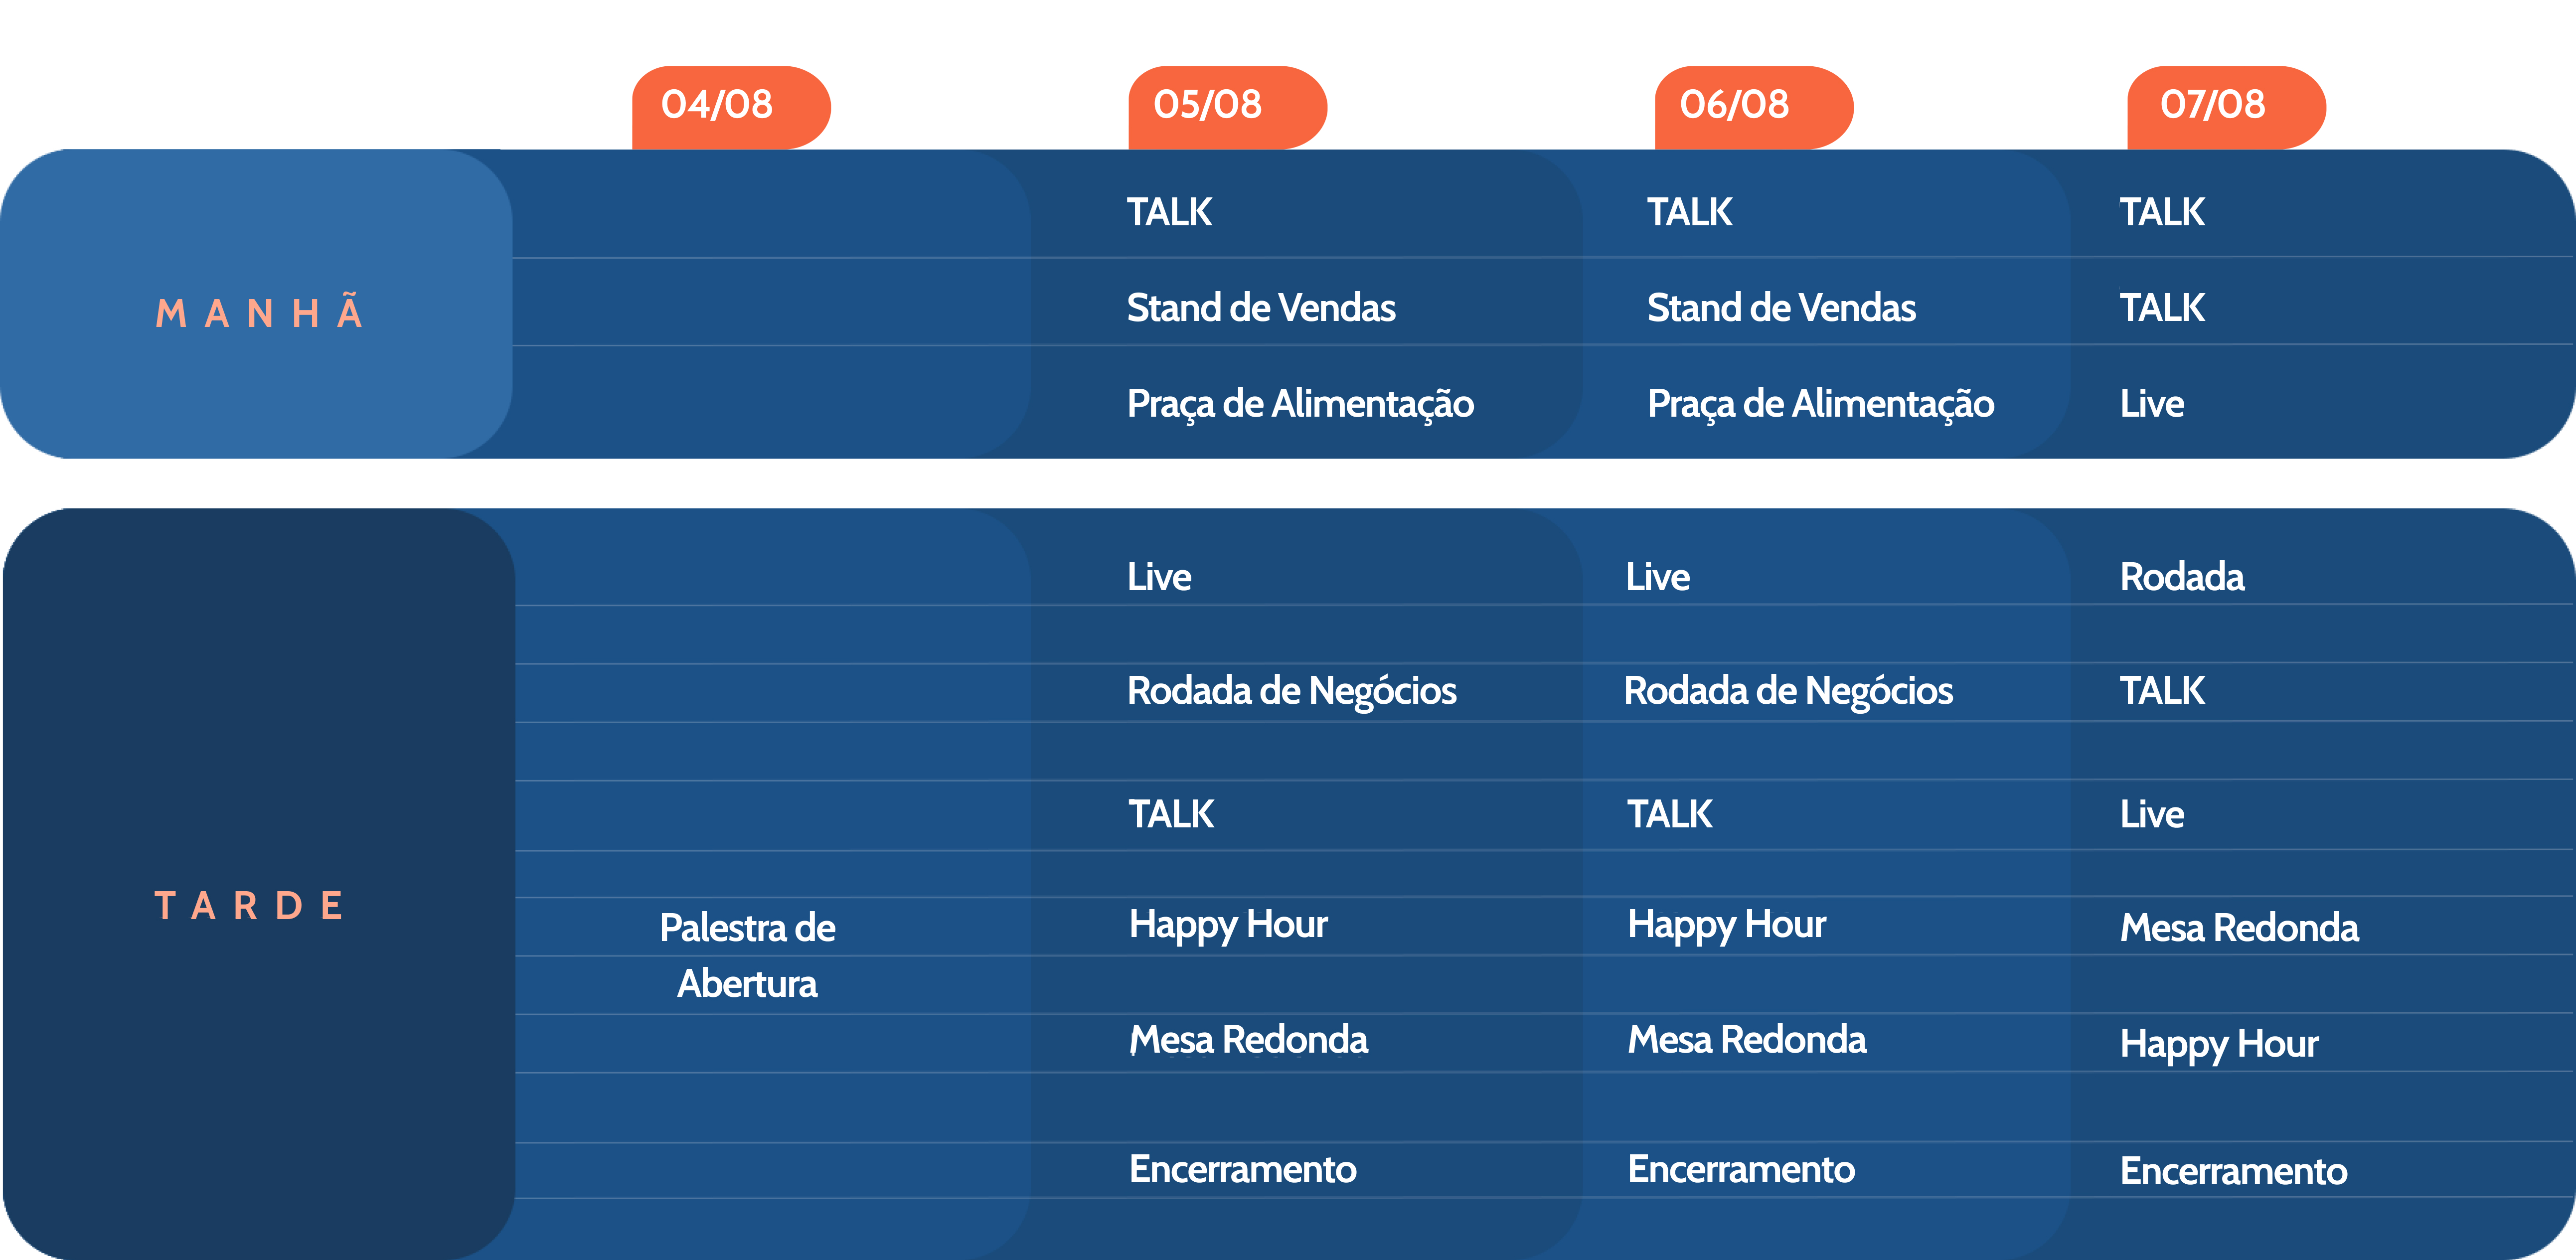 04/08 05/08 06/08 07/08
TALK TALK TALK
MANHÃ Stand de Vendas Stand de Vendas TALK
Praça de Alimentação Praça de Alimentação Live
Live Live Rodada
Rodada de Negócios Rodada de Negócios TALK
TALK TALK Live
TARDE Palestra de Happy Hour Happy Hour Mesa Redonda
Abertura
Mesa Redonda Mesa Redonda Happy Hour
Encerramento Encerramento Encerramento